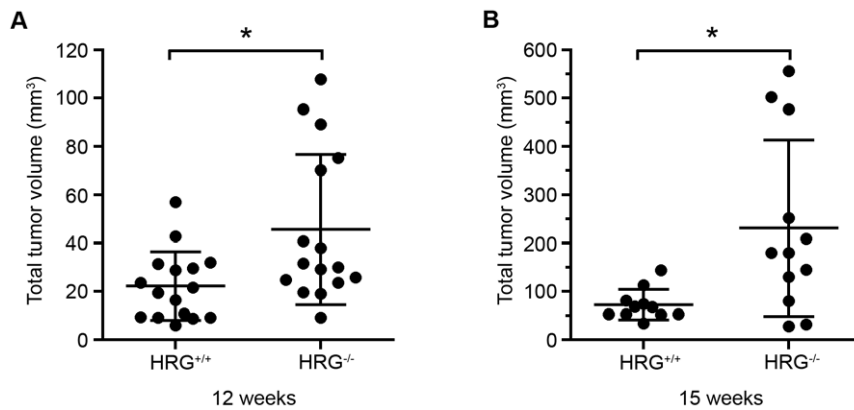 A
*
Total tumor volume (mm³)
120
100
80
60
40
20
0
HRG+/+
HRG-/-
12 weeks
B
*
Total tumor volume (mm³)
600
500
400
300
200
100
0
HRG+/+
HRG-/-
15 weeks